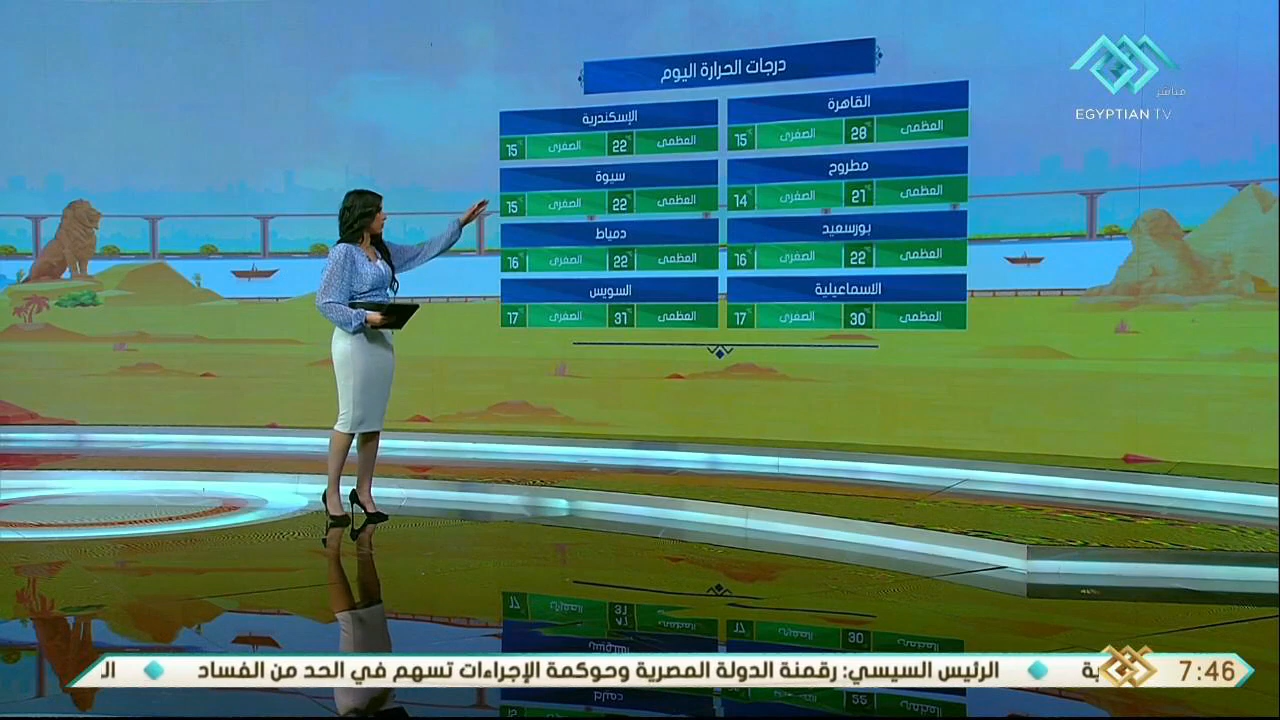 درجات الحرارة اليوم
القاهرة
العظمى 28 الصغرى 15
الإسكندرية
العظمى 22 الصغرى 15
مطروح
العظمى 21 الصغرى 14
سيوة
العظمى 22 الصغرى 15
بورسعيد
العظمى 22 الصغرى 16
دمياط
العظمى 22 الصغرى 16
الاسماعيلية
العظمى 30 الصغرى 17
السويس
العظمى 31 الصغرى 17
مباشر
EGYPTIAN TV
7:46
الرئيس السيسي: رقمنة الدولة المصرية وحوكمة الإجراءات تسهم في الحد من الفساد